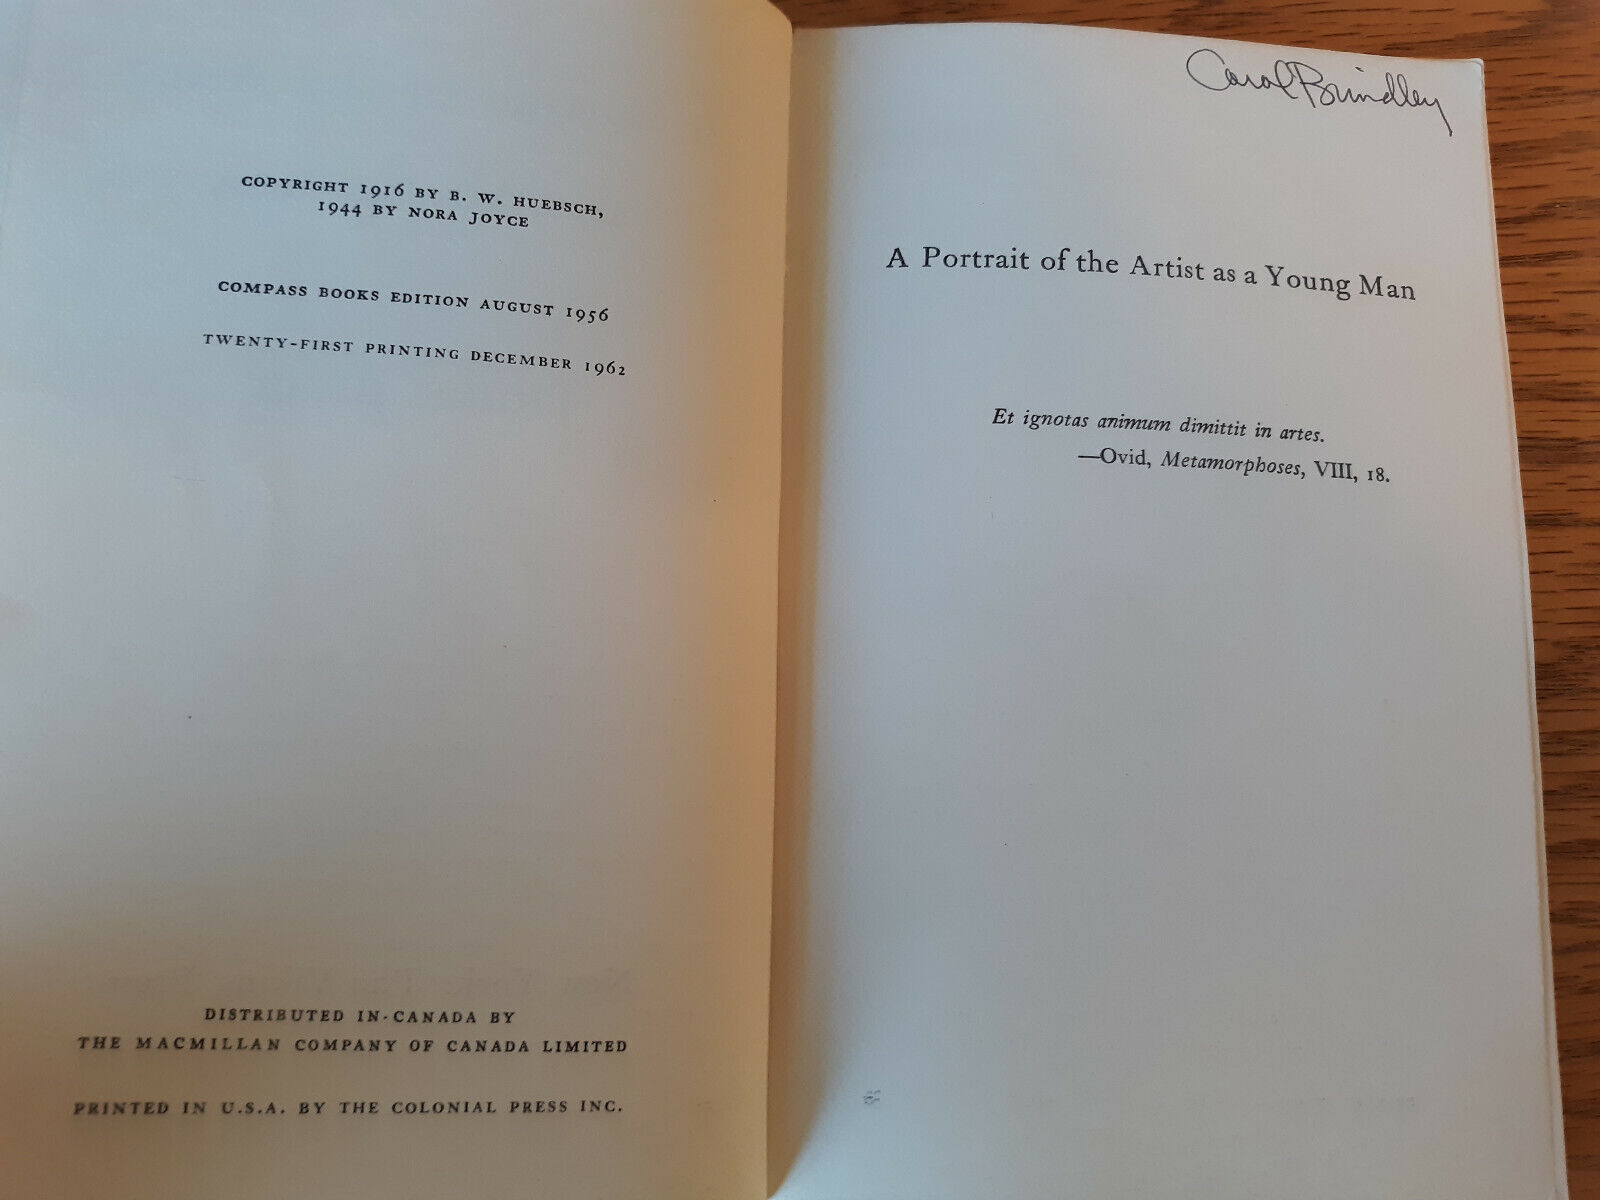 COPYRIGHT 1916 BY B. W. HUEBSCH,
1944 BY NORA JOYCE
COMPASS BOOKS EDITION AUGUST 1956
TWENTY-FIRST PRINTING DECEMBER 1962
DISTRIBUTED IN CANADA BY
THE MACMILLAN COMPANY OF CANADA LIMITED
PRINTED IN U.S.A. BY THE COLONIAL PRESS INC.
Carol Brindley
A Portrait of the Artist as a Young Man
Et ignotas animum dimittit in artes.
—Ovid, Metamorphoses, VIII, 18.